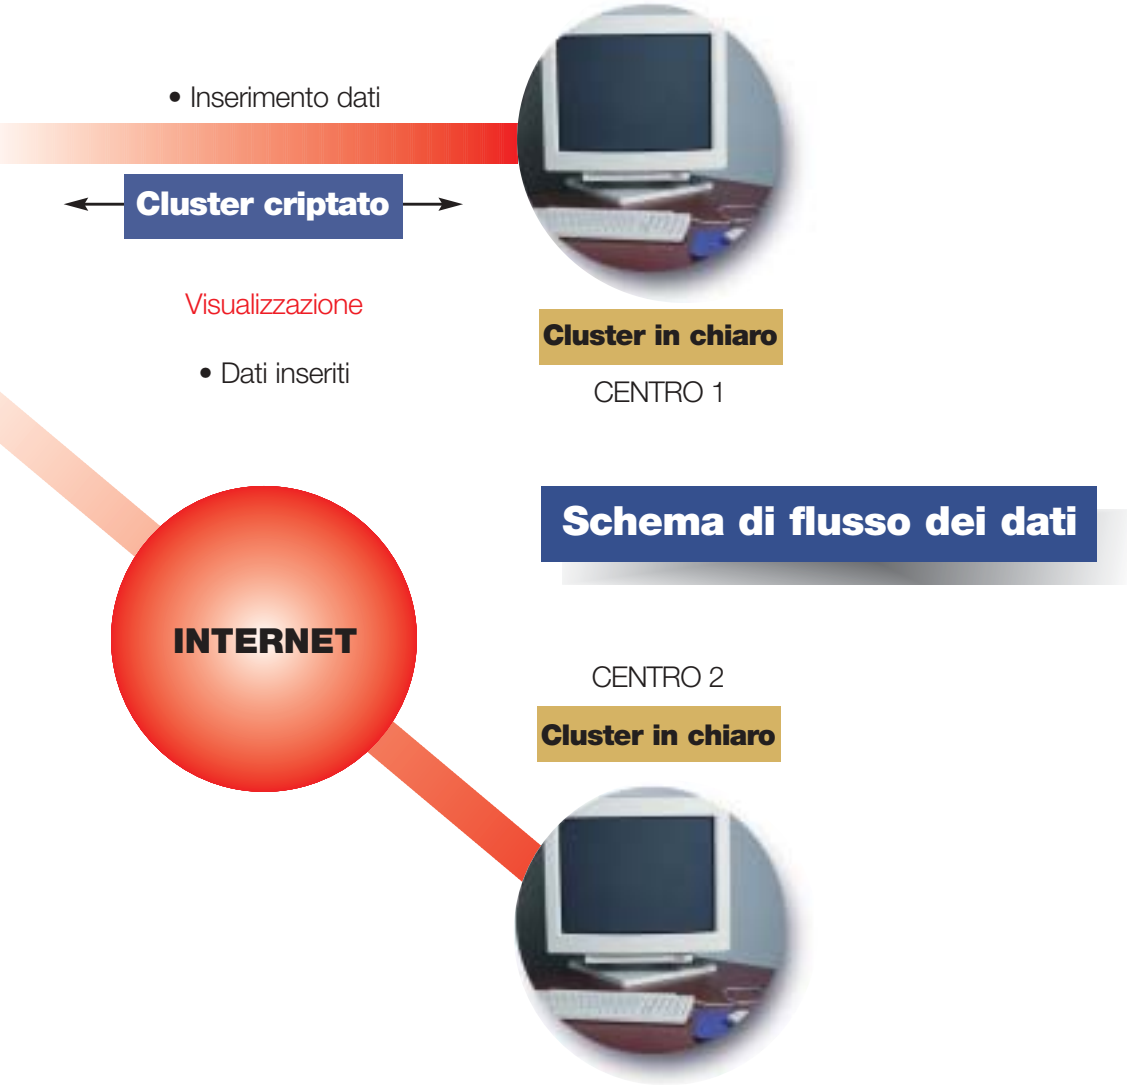 • Inserimento dati
Cluster criptato
Visualizzazione
• Dati inseriti
Cluster in chiaro
CENTRO 1
Schema di flusso dei dati
INTERNET
CENTRO 2
Cluster in chiaro